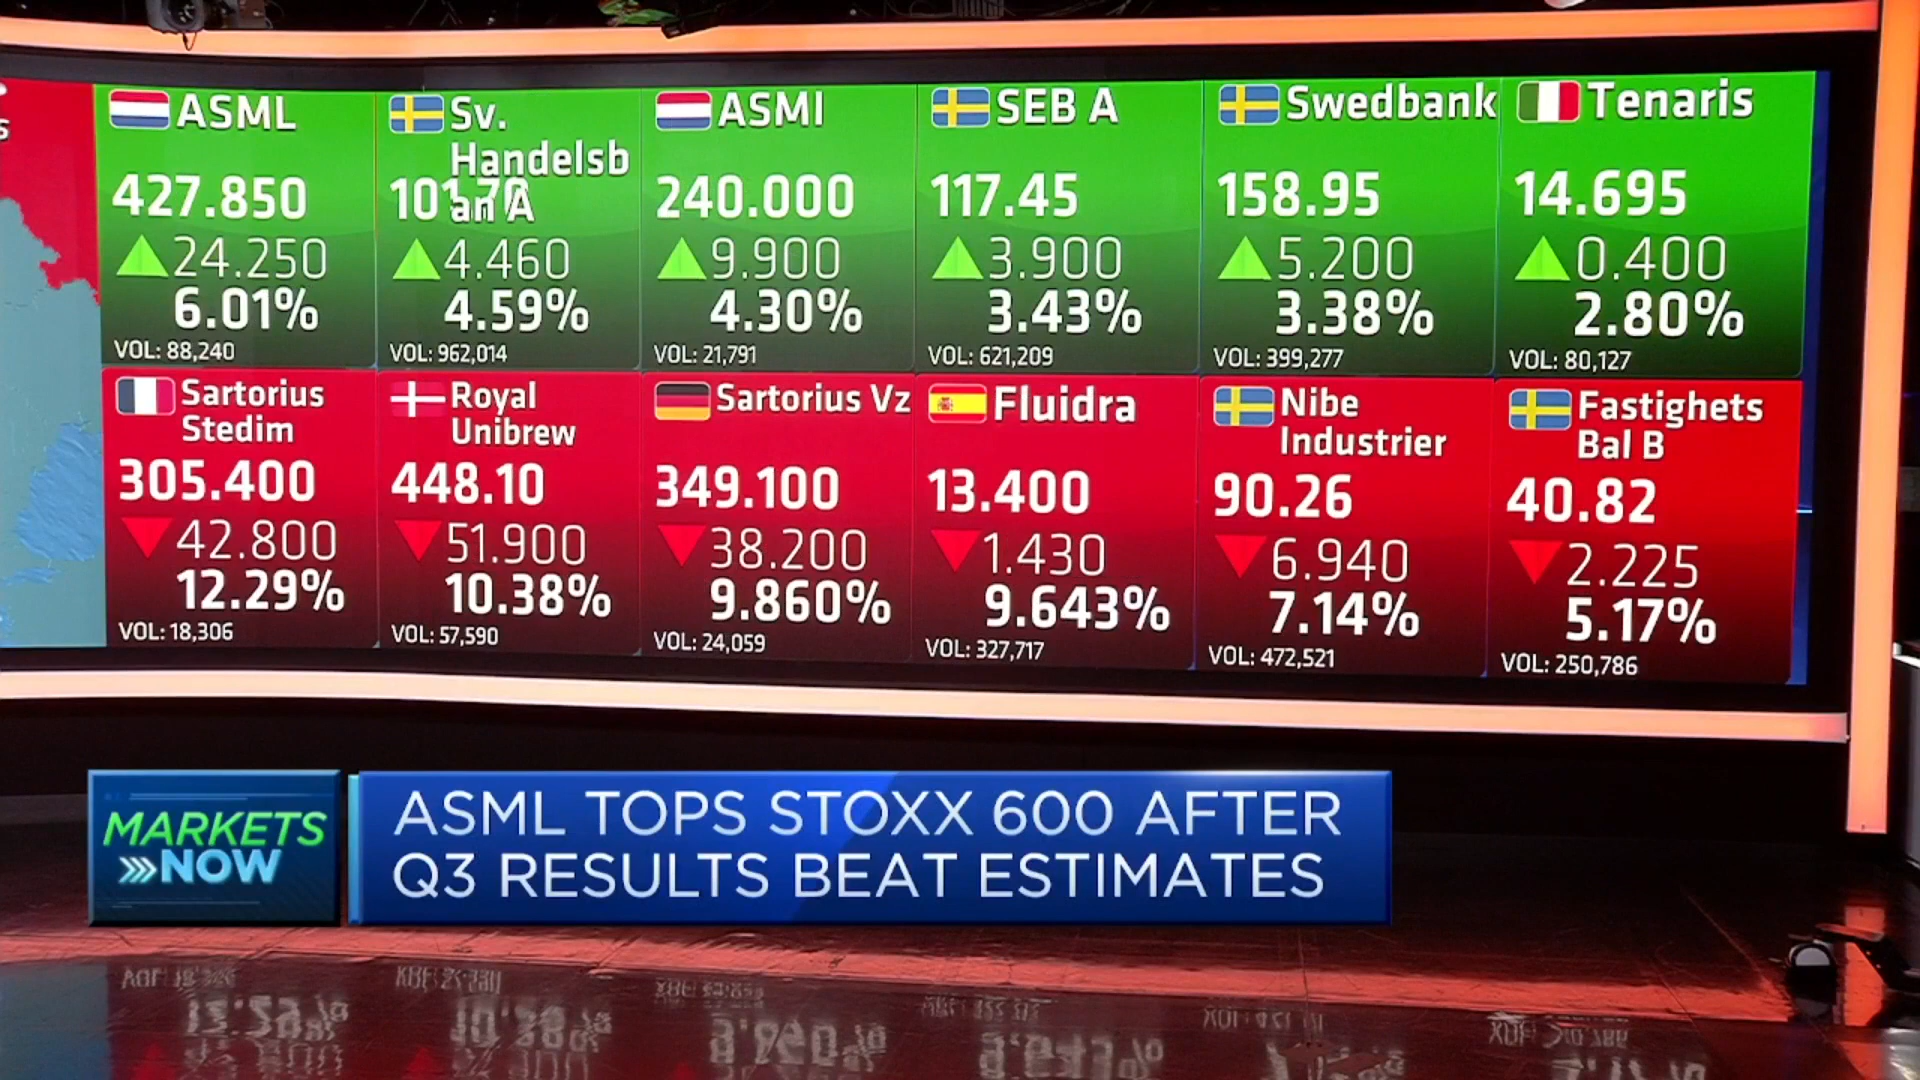 s
ASML
427.850
24.250
6.01%
VOL: 88,240
Sv.
Handelsb
an A
101.70
4.460
4.59%
VOL: 962,014
ASMI
240.000
9.900
4.30%
VOL: 21,791
SEB A
117.45
3.900
3.43%
VOL: 621,209
Swedbank
158.95
5.200
3.38%
VOL: 399,277
Tenaris
14.695
0.400
2.80%
VOL: 80,127
Sartorius
Stedim
305.400
42.800
12.29%
VOL: 18,306
Royal
Unibrew
448.10
51.900
10.38%
VOL: 57,590
Sartorius Vz
349.100
38.200
9.860%
VOL: 24,059
Fluidra
13.400
1.430
9.643%
VOL: 327,717
Nibe
Industrier
90.26
6.940
7.14%
VOL: 472,521
Fastighets
Bal B
40.82
2.225
5.17%
VOL: 250,786
MARKETS
NOW
ASML TOPS STOXX 600 AFTER
Q3 RESULTS BEAT ESTIMATES